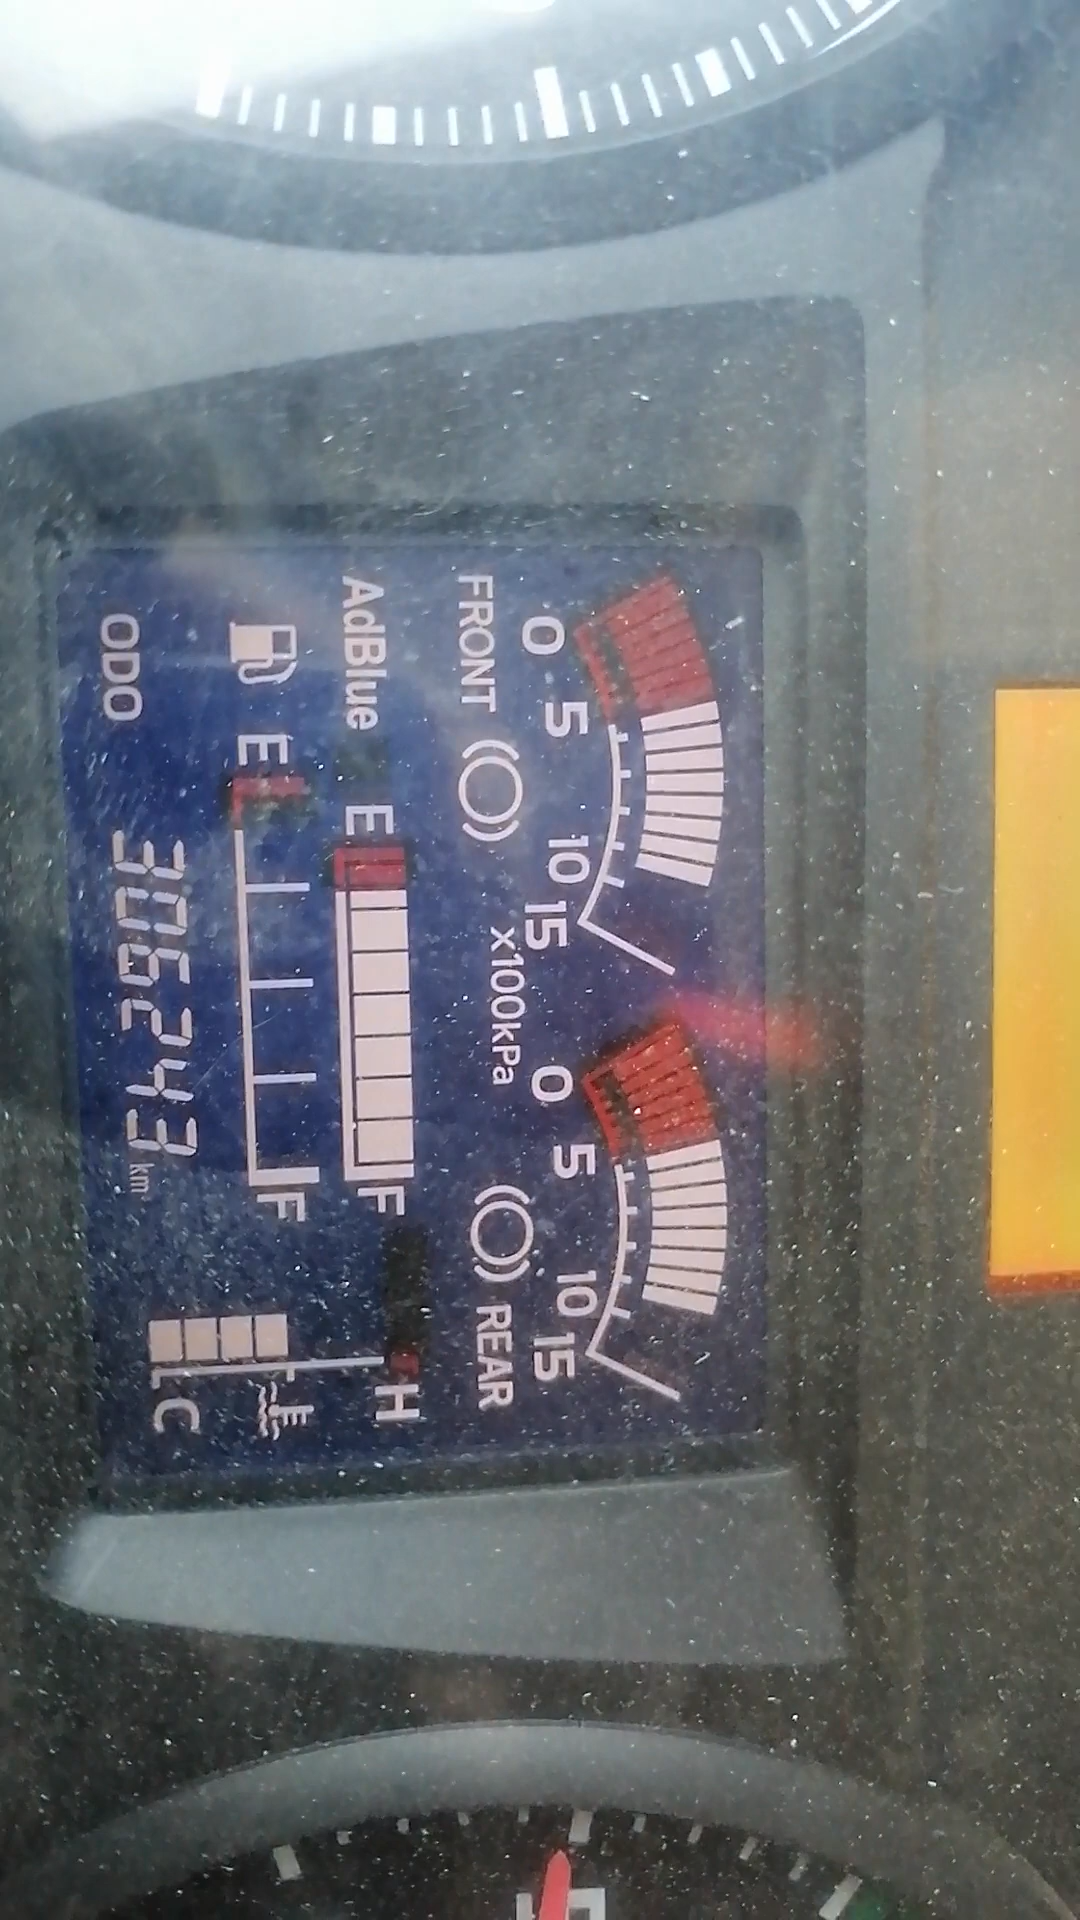 0 5 10 15 0 5 10 15
x100kPa
FRONT REAR
AdBlue E F H
E F
ODO 306243 km C